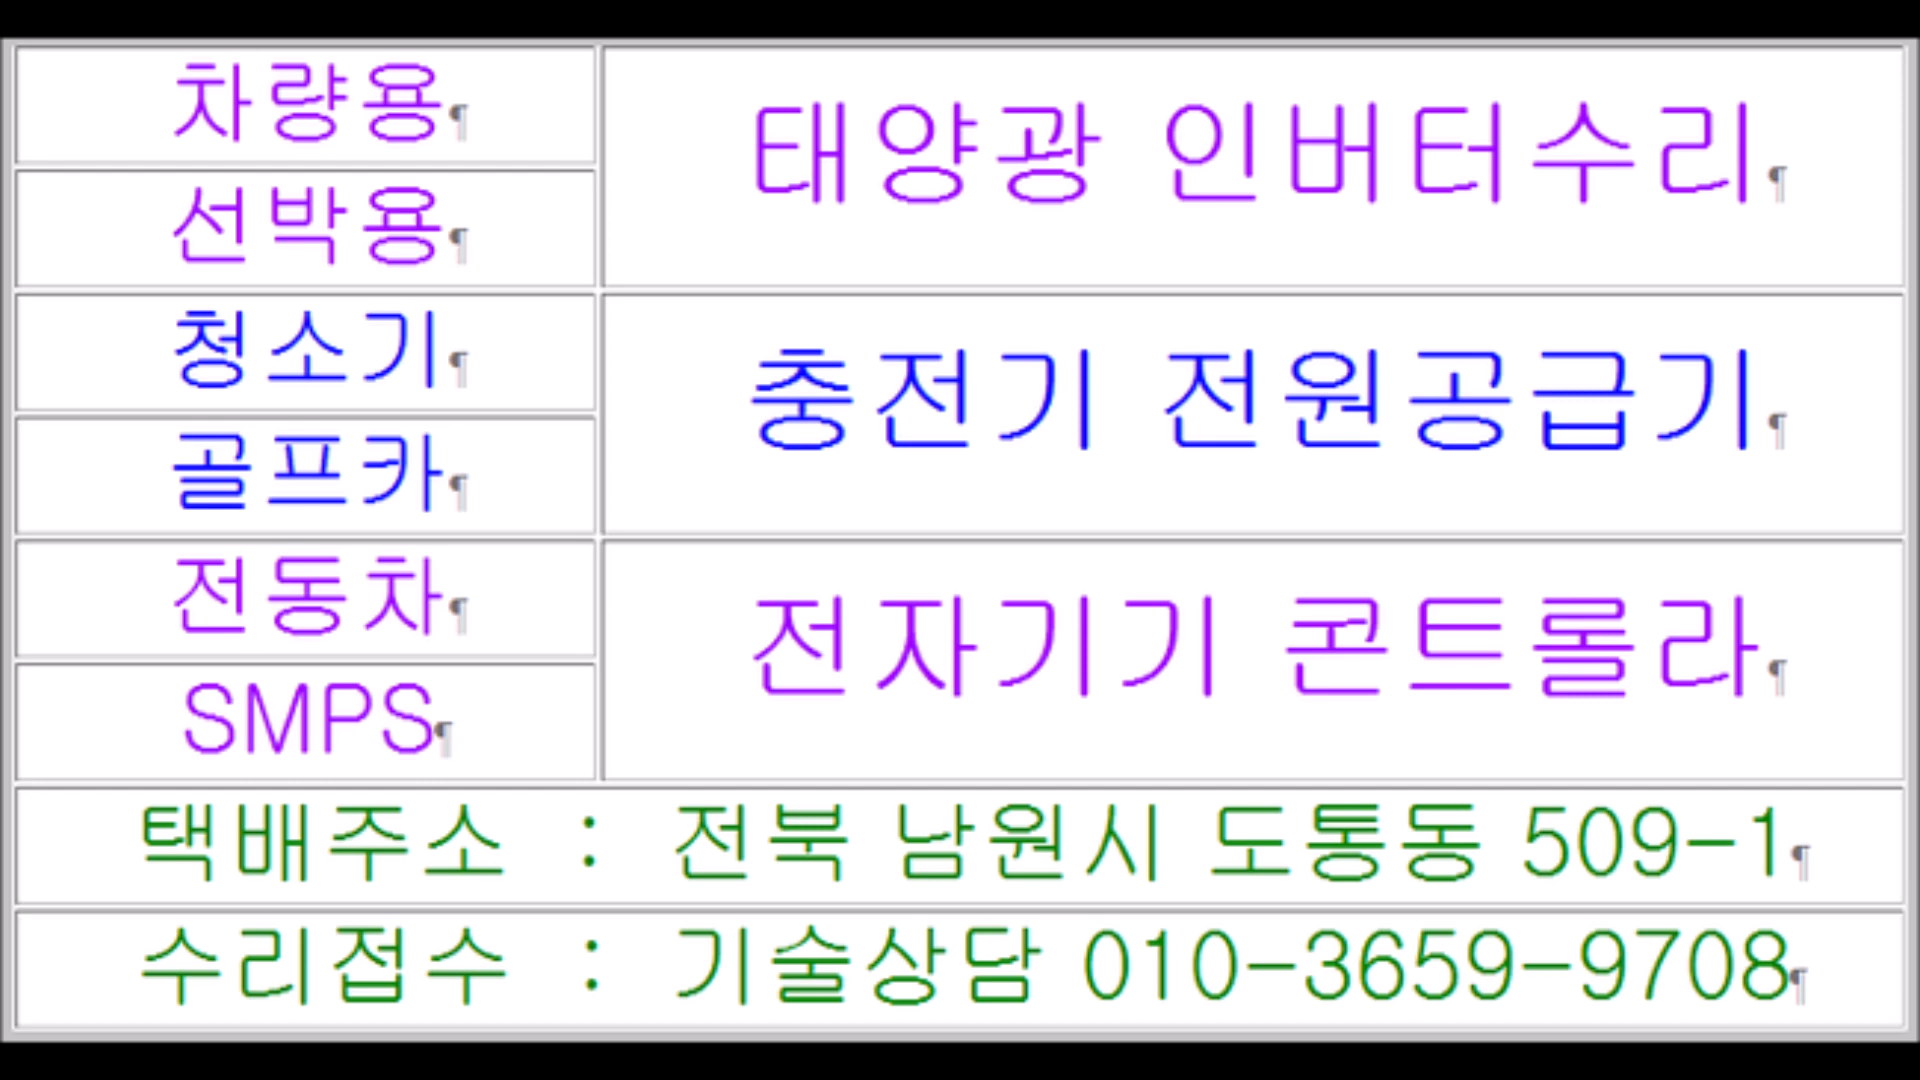 차량용
태양광 인버터수리
선박용
청소기
충전기 전원공급기
골프카
전동차
전자기기 콘트롤라
SMPS
택배주소 : 전북 남원시 도통동 509-1
수리접수 : 기술상담 010-3659-9708